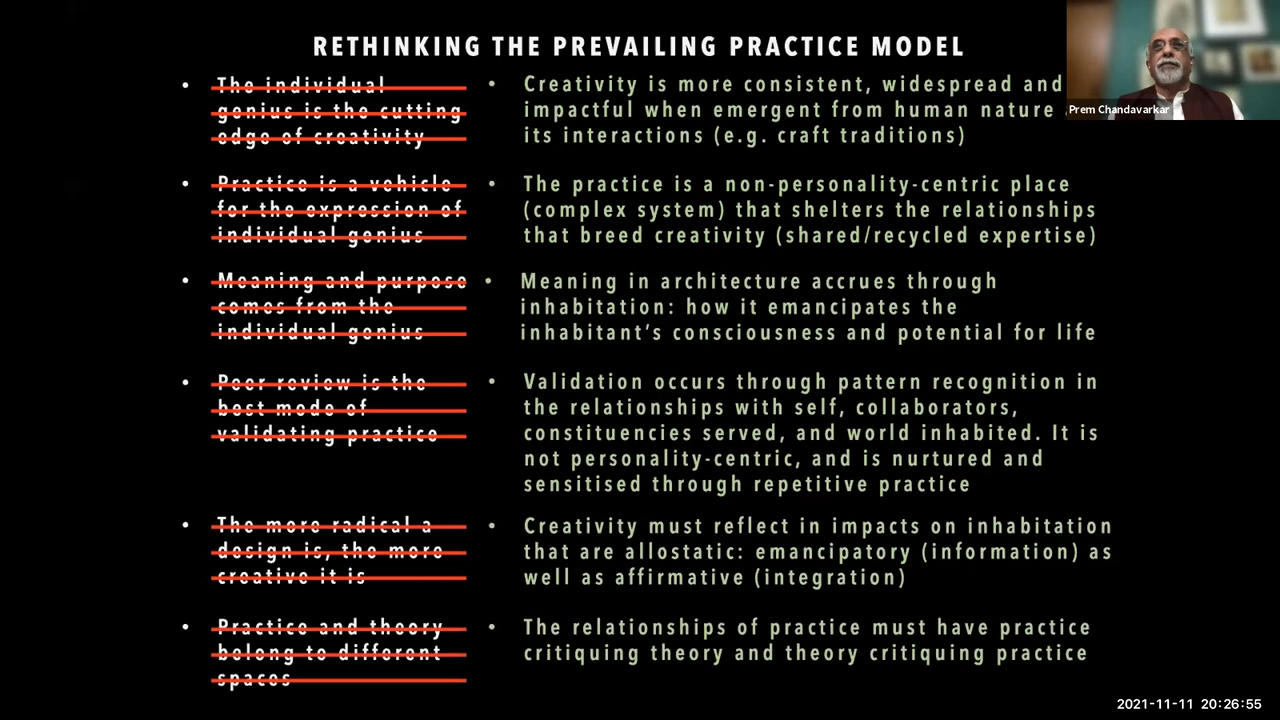 RETHINKING THE PREVAILING PRACTICE MODEL
• The individual
genius is the cutting
edge of creativity
• Creativity is more consistent, widespread and
impactful when emergent from human nature
its interactions (e.g. craft traditions)
• Practice is a vehicle
for the expression of
individual genius
• The practice is a non-personality-centric place
(complex system) that shelters the relationships
that breed creativity (shared/recycled expertise)
• Meaning and purpose
comes from the
individual genius
• Meaning in architecture accrues through
inhabitation: how it emancipates the
inhabitant’s consciousness and potential for life
• Peer review is the
best mode of
validating practice
• Validation occurs through pattern recognition in
the relationships with self, collaborators,
constituencies served, and world inhabited. It is
not personality-centric, and is nurtured and
sensitised through repetitive practice
• The more radical a
design is, the more
creative it is
• Creativity must reflect in impacts on inhabitation
that are allostatic: emancipatory (information) as
well as affirmative (integration)
• Practice and theory
belong to different
spaces
• The relationships of practice must have practice
critiquing theory and theory critiquing practice
Prem Chandavarkar
2021-11-11 20:26:55